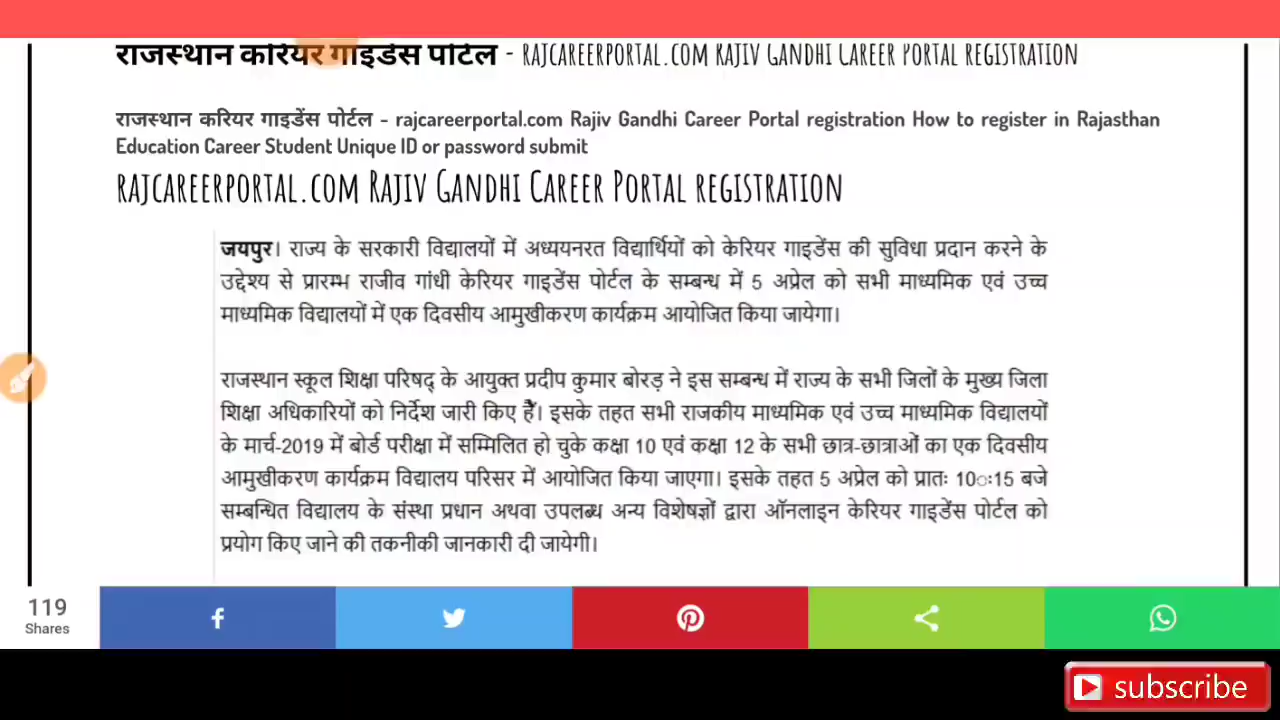 राजस्थान करियर गाइडेंस पोर्टल - RAJCAREERPORTAL.COM RAJIV GANDHI CAREER PORTAL REGISTRATION
राजस्थान करियर गाइडेंस पोर्टल – rajcareerportal.com Rajiv Gandhi Career Portal registration How to register in Rajasthan
Education Career Student Unique ID or password submit
RAJCAREERPORTAL.COM RAJIV GANDHI CAREER PORTAL REGISTRATION
जयपुर। राज्य के सरकारी विद्यालयों में अध्ययनरत विद्यार्थियों को केरियर गाइडेंस की सुविधा प्रदान करने के
उद्देश्य से प्रारम्भ राजीव गांधी केरियर गाइडेंस पोर्टल के सम्बन्ध में 5 अप्रेल को सभी माध्यमिक एवं उच्च
माध्यमिक विद्यालयों में एक दिवसीय आमुखीकरण कार्यक्रम आयोजित किया जायेगा।
राजस्थान स्कूल शिक्षा परिषद् के आयुक्त प्रदीप कुमार बोरड़ ने इस सम्बन्ध में राज्य के सभी जिलों के मुख्य जिला
शिक्षा अधिकारियों को निर्देश जारी किए हैं। इसके तहत सभी राजकीय माध्यमिक एवं उच्च माध्यमिक विद्यालयों
के मार्च-2019 में बोर्ड परीक्षा में सम्मिलित हो चुके कक्षा 10 एवं कक्षा 12 के सभी छात्र-छात्राओं का एक दिवसीय
आमुखीकरण कार्यक्रम विद्यालय परिसर में आयोजित किया जाएगा। इसके तहत 5 अप्रेल को प्रातः 10ः15 बजे
सम्बन्धित विद्यालय के संस्था प्रधान अथवा उपलब्ध अन्य विशेषज्ञों द्वारा ऑनलाइन केरियर गाइडेंस पोर्टल को
प्रयोग किए जाने की तकनीकी जानकारी दी जायेगी।
119
Shares
subscribe